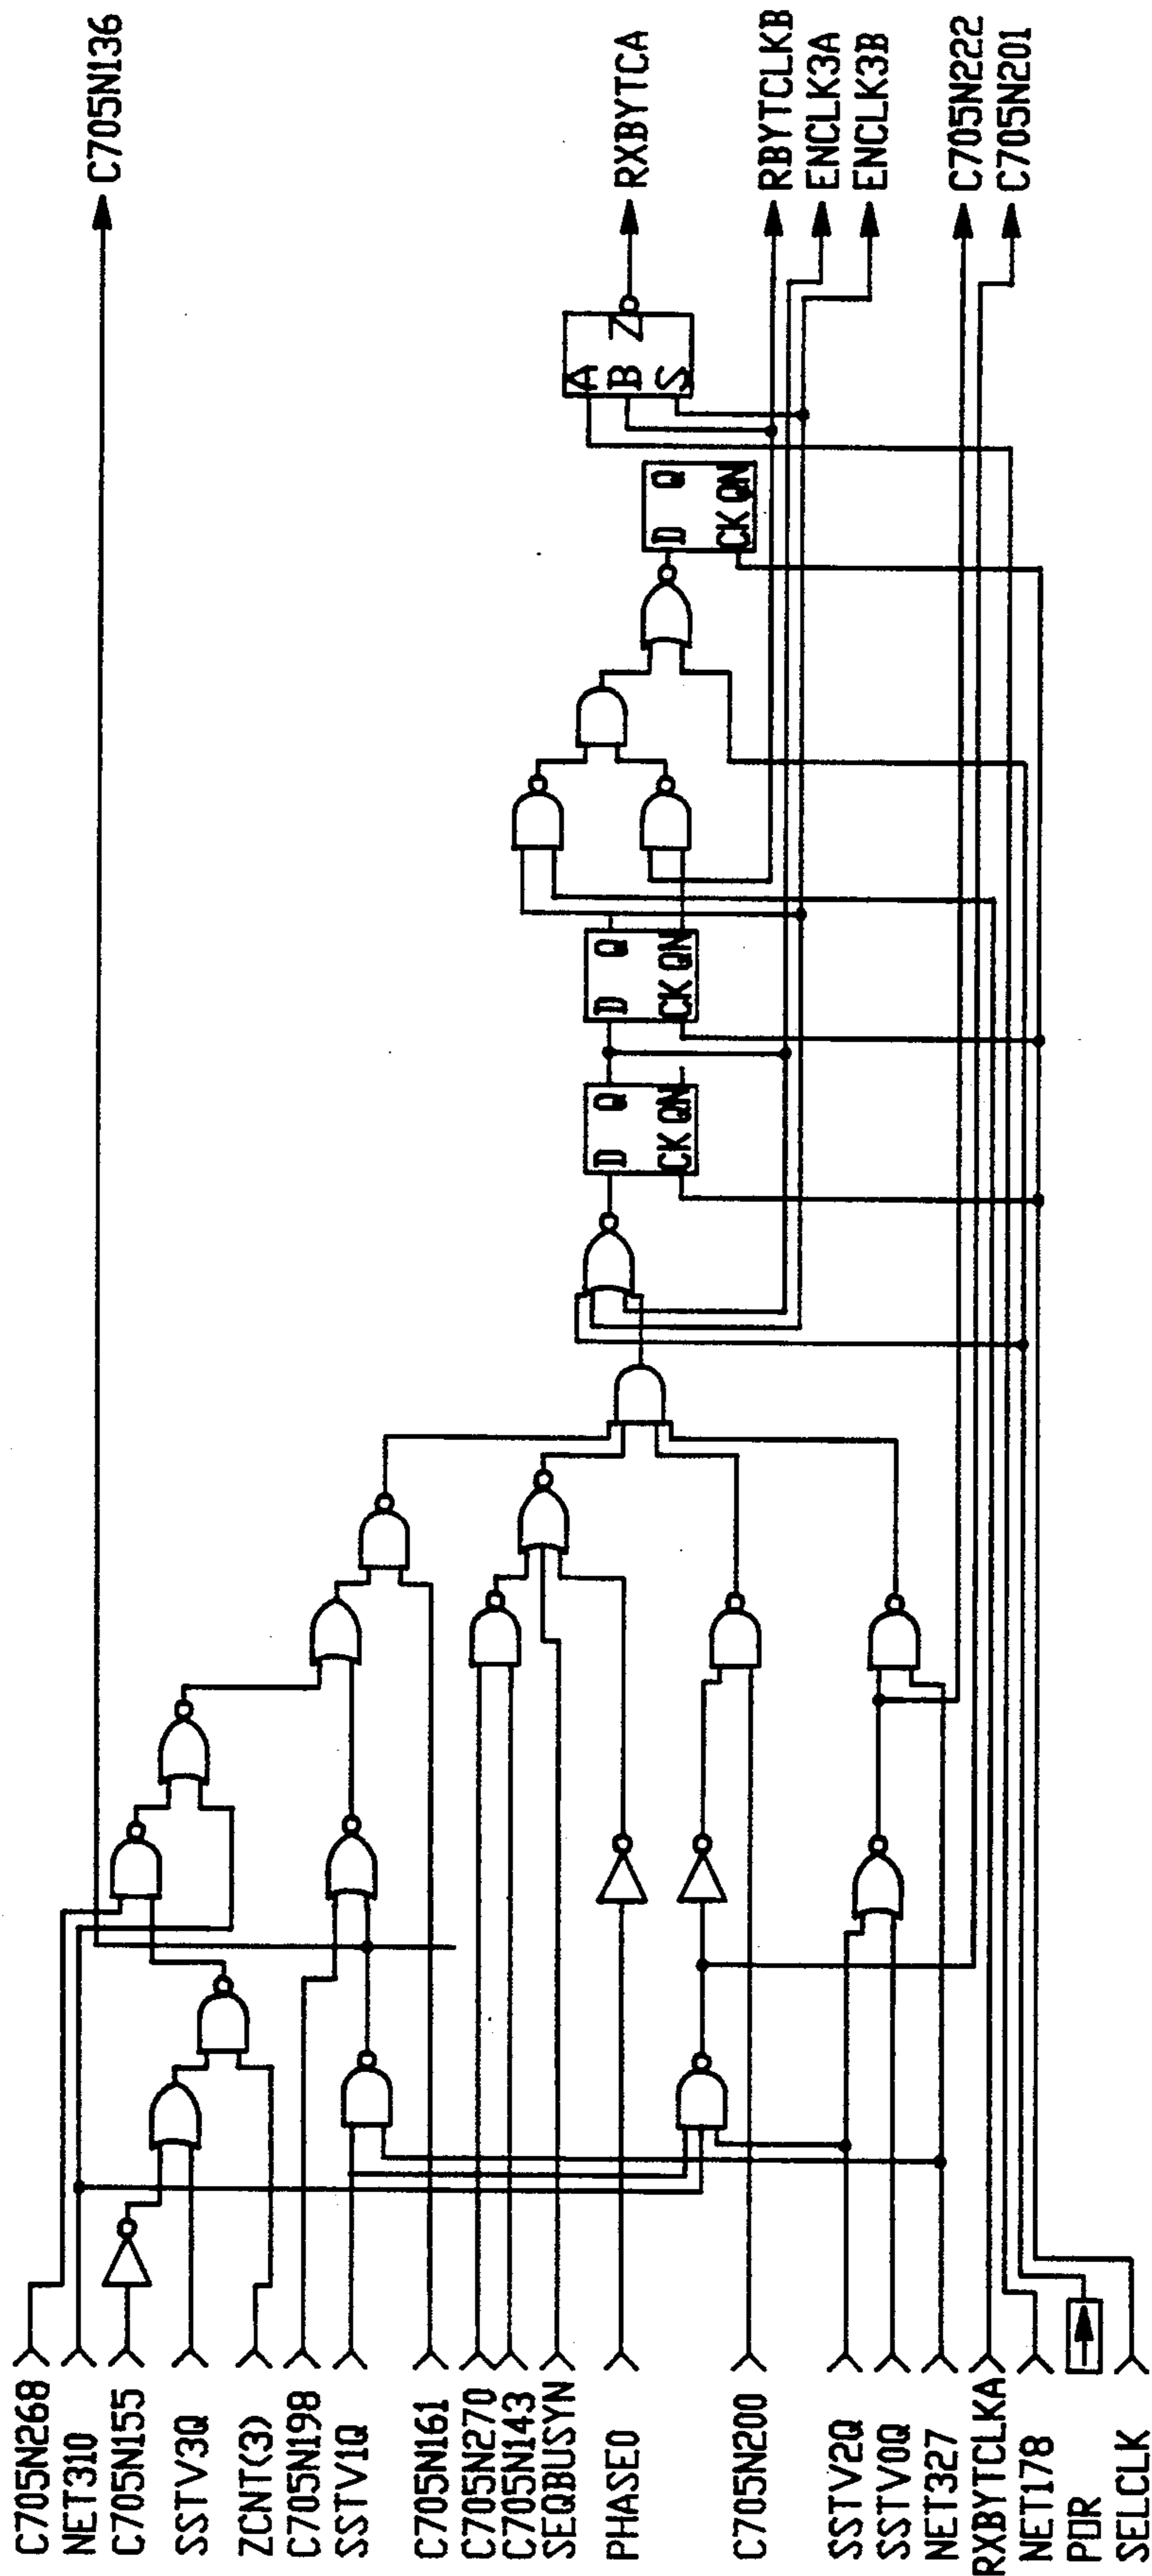 C705N268
NET310
C705N155
SSTV3Q
ZCNT(3)
C705N198
SSTV1Q
C705N161
C705N270
C705N143
SEQBUSYN
PHASE0
C705N200
SSTV2Q
SSTV0Q
NET327
RXBYTCLKA
NET178
PDR
SELCLK
D Q
CK QN
D Q
CK QN
D Q
CK QN
A
B Z
S
C705N136
RXBYTCA
RBYTCLKB
ENCLK3A
ENCLK3B
C705N222
C705N201